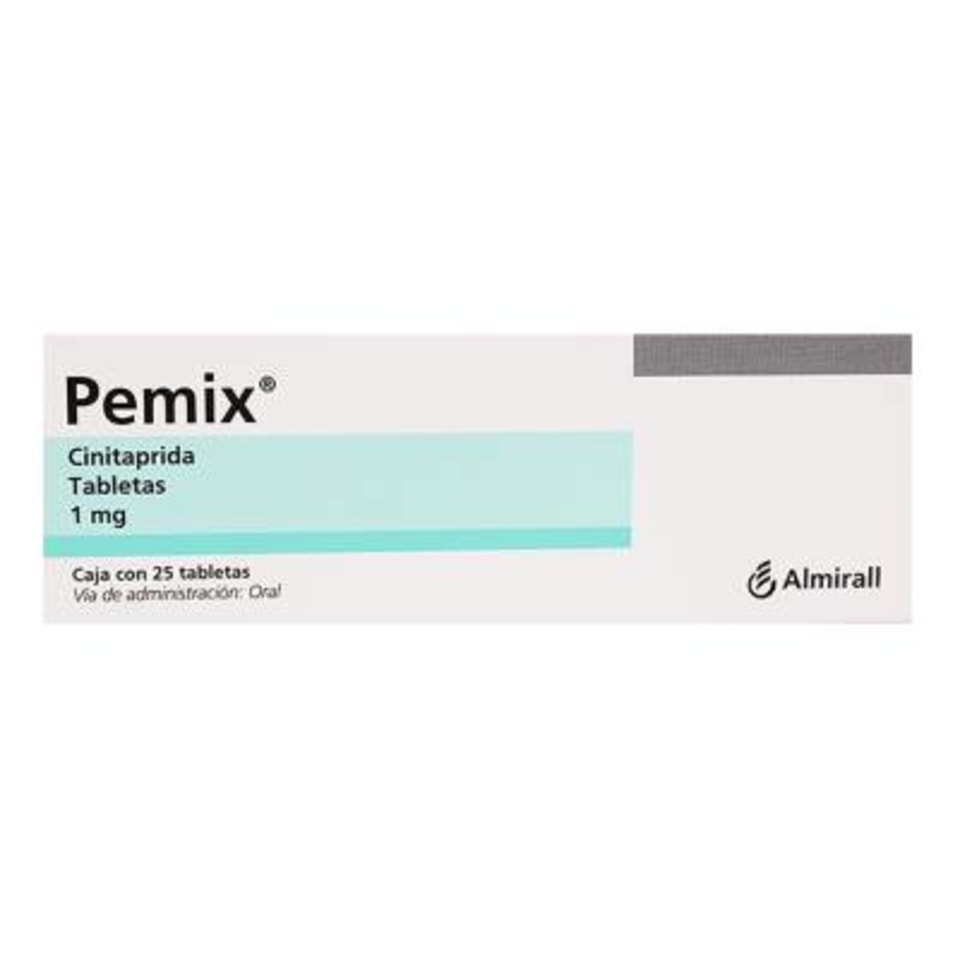 Pemix®
Cinitaprida
Tabletas
1 mg
Caja con 25 tabletas
Vía de administración: Oral
Almirall